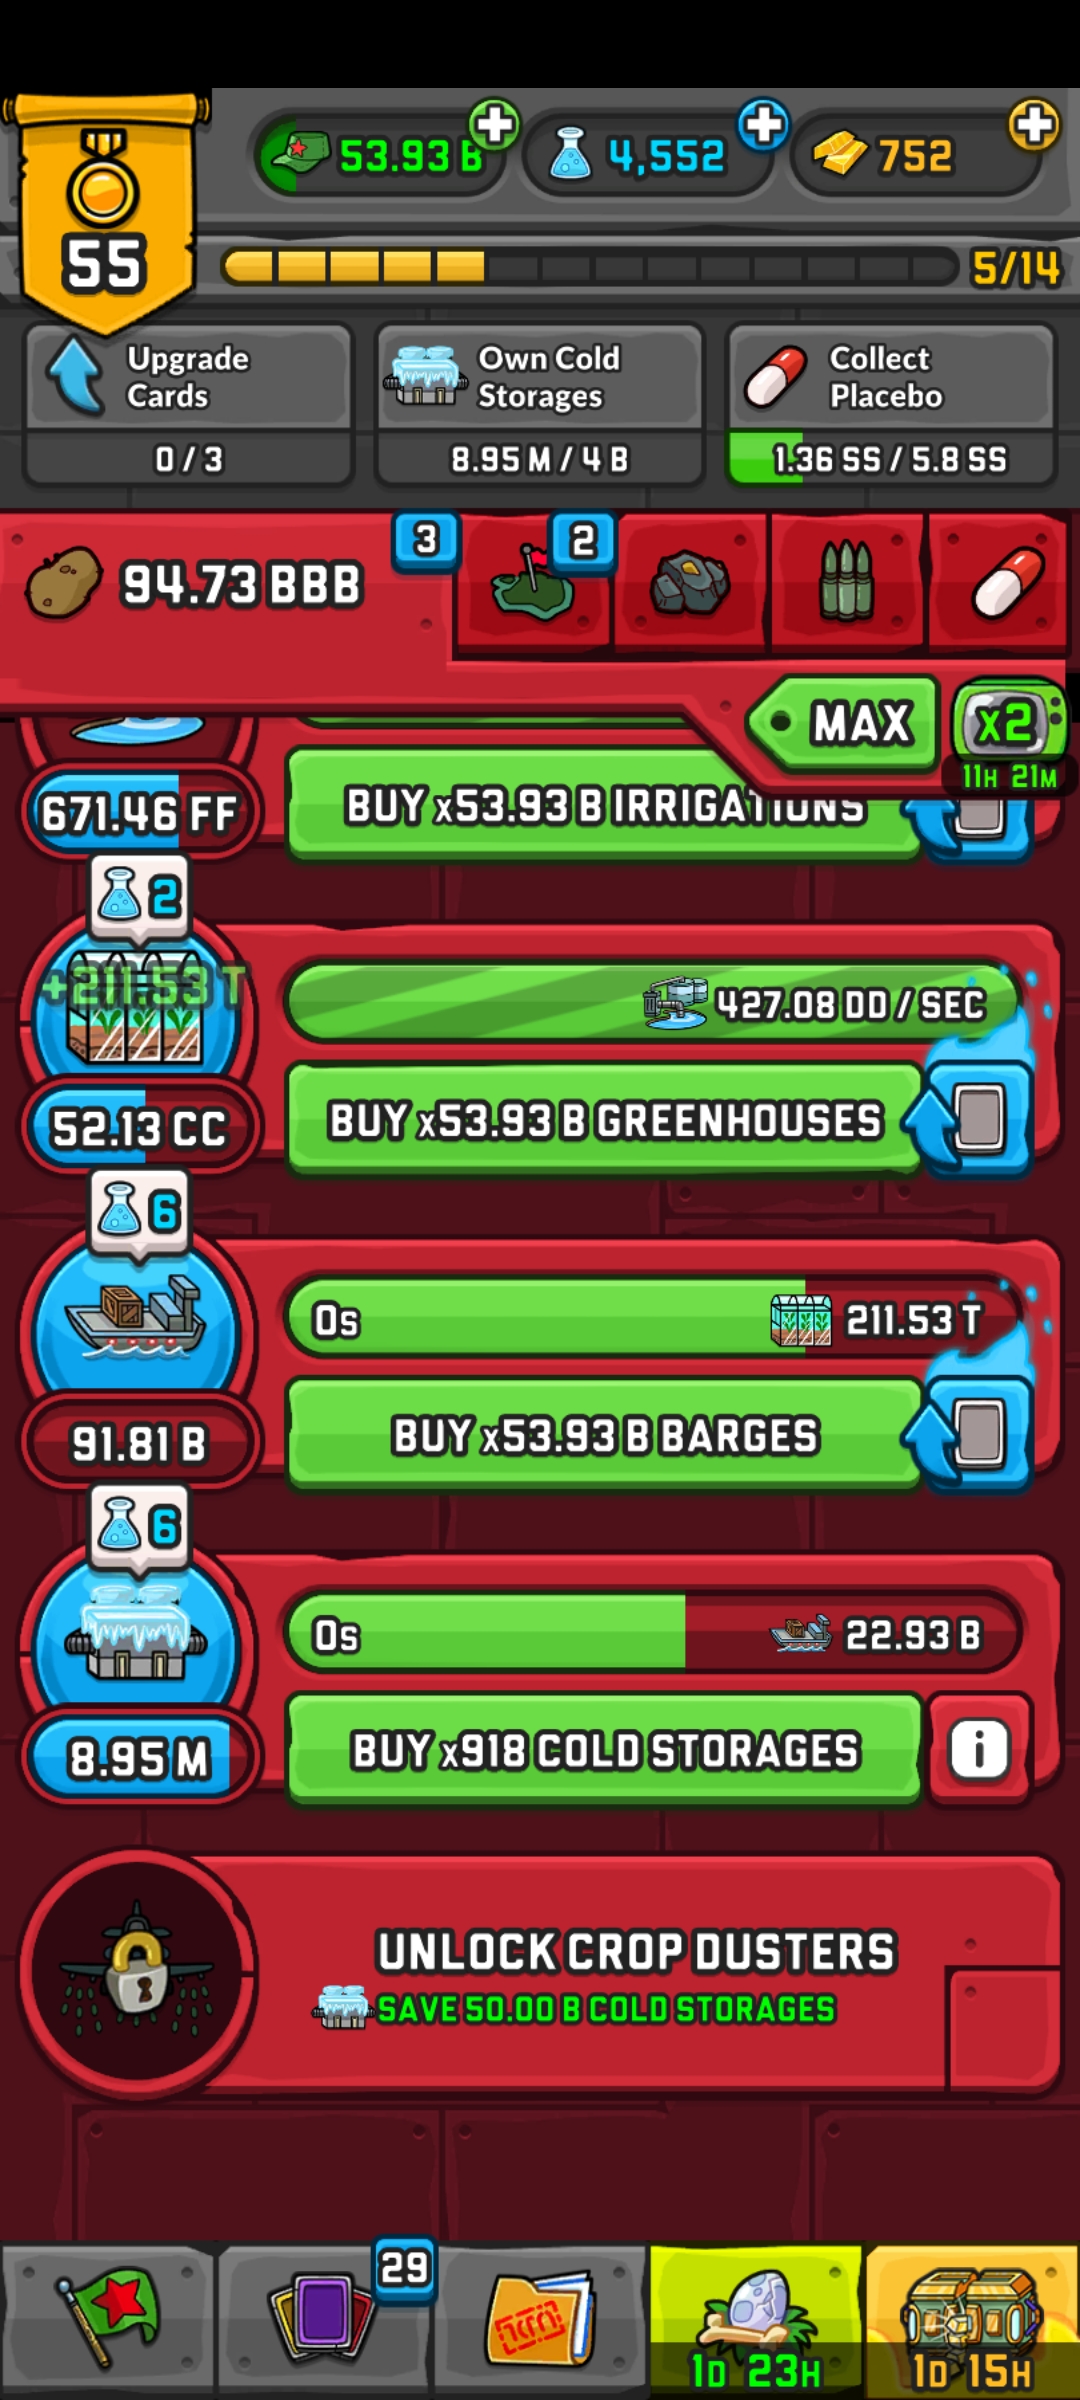 53.93 B
4,552
752
55
5/14
Upgrade
Cards
0 / 3
Own Cold
Storages
8.95 M / 4 B
Collect
Placebo
1.36 SS / 5.8 SS
94.73 BBB
3
2
MAX
x2
11H 21M
671.46 FF
BUY x53.93 B IRRIGATIONS
2
+211.53 T
427.08 DD / SEC
52.13 CC
BUY x53.93 B GREENHOUSES
6
0s
211.53 T
91.81 B
BUY x53.93 B BARGES
6
0s
22.93 B
8.95 M
BUY x918 COLD STORAGES
i
UNLOCK CROP DUSTERS
SAVE 50.00 B COLD STORAGES
29
1D 23H
1D 15H